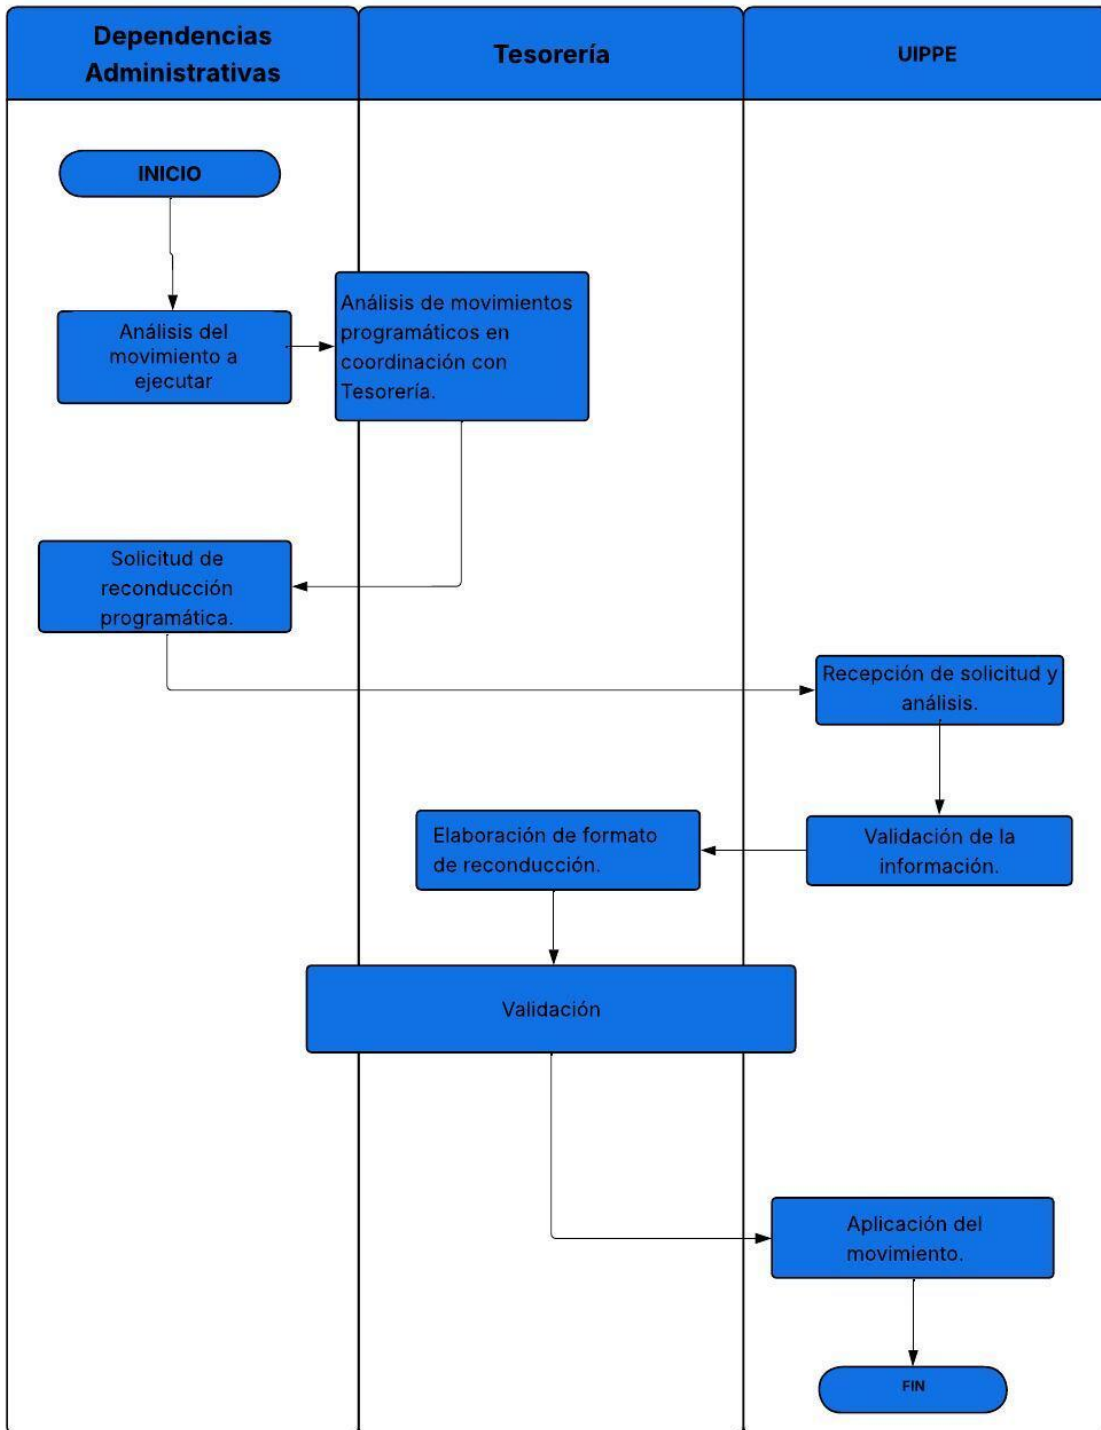 Dependencias
Administrativas
Tesorería
UIPPE
INICIO
Análisis del
movimiento a
ejecutar
Análisis de movimientos
programáticos en
coordinación con
Tesorería.
Solicitud de
reconducción
programática.
Recepción de solicitud y
análisis.
Validación de la
información.
Elaboración de formato
de reconducción.
Validación
Aplicación del
movimiento.
FIN